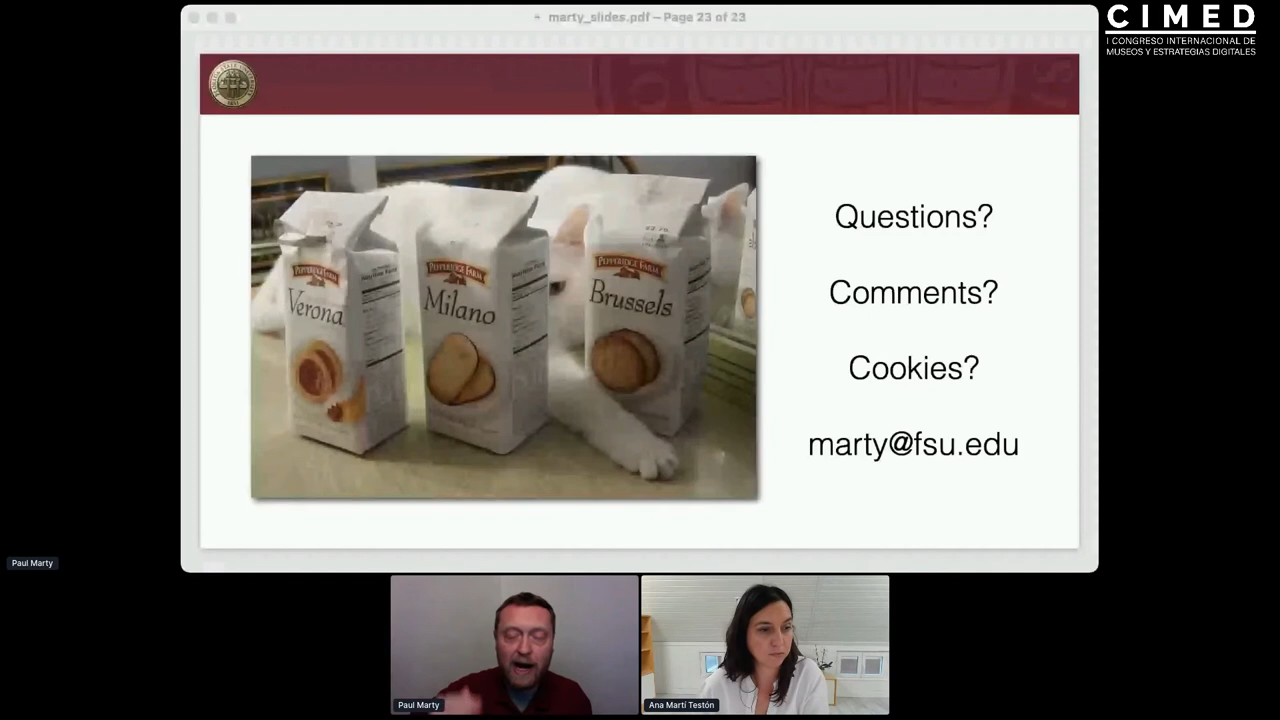 marty_slides.pdf – Page 23 of 23
CIMED
I CONGRESO INTERNACIONAL DE
MUSEOS Y ESTRATEGIAS DIGITALES
Questions?
Comments?
Cookies?
marty@fsu.edu
PEPPERIDGE FARM
Verona
PEPPERIDGE FARM
Milano
PEPPERIDGE FARM
Brussels
Paul Marty
Paul Marty
Ana Martí Testón